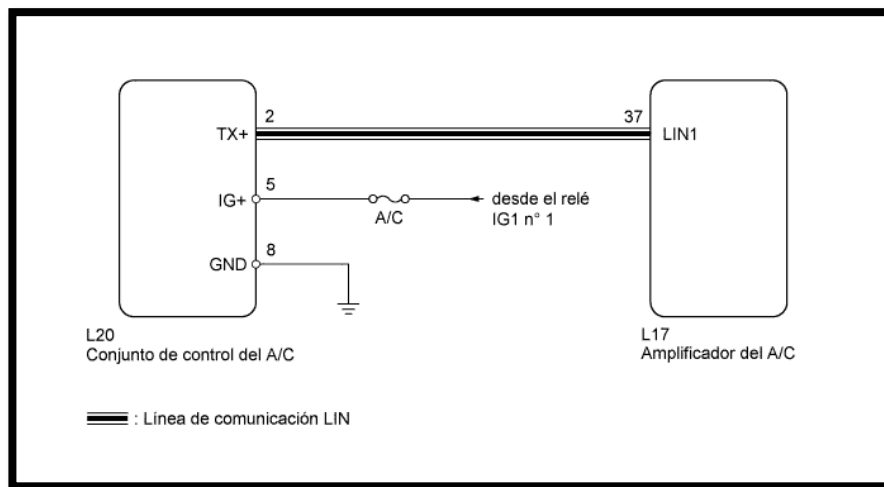 2
37
TX+
LIN1
5
IG+
A/C
desde el relé
IG1 n° 1
8
GND
L20
Conjunto de control del A/C
L17
Amplificador del A/C
: Línea de comunicación LIN